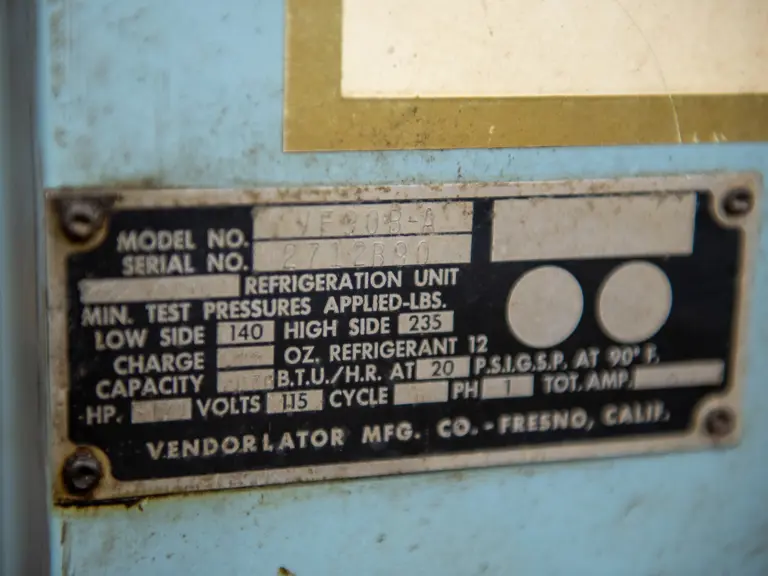 MODEL NO. VF90B-A
SERIAL NO. 2712B90
REFRIGERATION UNIT
MIN. TEST PRESSURES APPLIED-LBS.
LOW SIDE 140 HIGH SIDE 235
CHARGE OZ. REFRIGERANT 12
CAPACITY B.T.U./H.R. AT 20 P.S.I.G.S.P. AT 90° F.
HP. VOLTS 115 CYCLE PH 1 TOT. AMP.
VENDORLATOR MFG. CO. - FRESNO, CALIF.